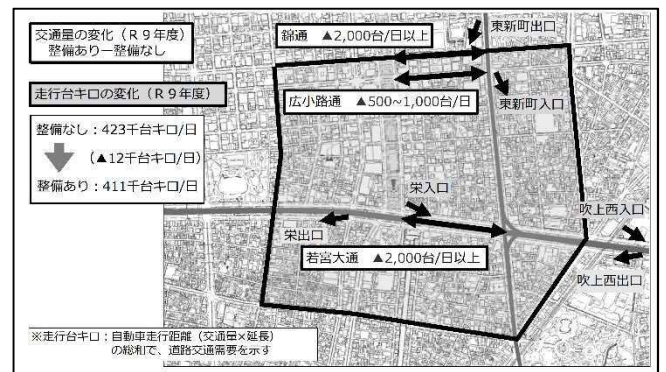 交通量の変化（Ｒ９年度）
整備ありー整備なし
走行台キロの変化（Ｒ９年度）
整備なし：423千台キロ/日
（▲12千台キロ/日）
整備あり：411千台キロ/日
錦通　▲2,000台/日以上
東新町出口
広小路通　▲500~1,000台/日
東新町入口
栄入口
吹上西入口
栄出口
若宮大通　▲2,000台/日以上
吹上西出口
※走行台キロ：自動車走行距離（交通量×延長）
の総和で、道路交通需要を示す